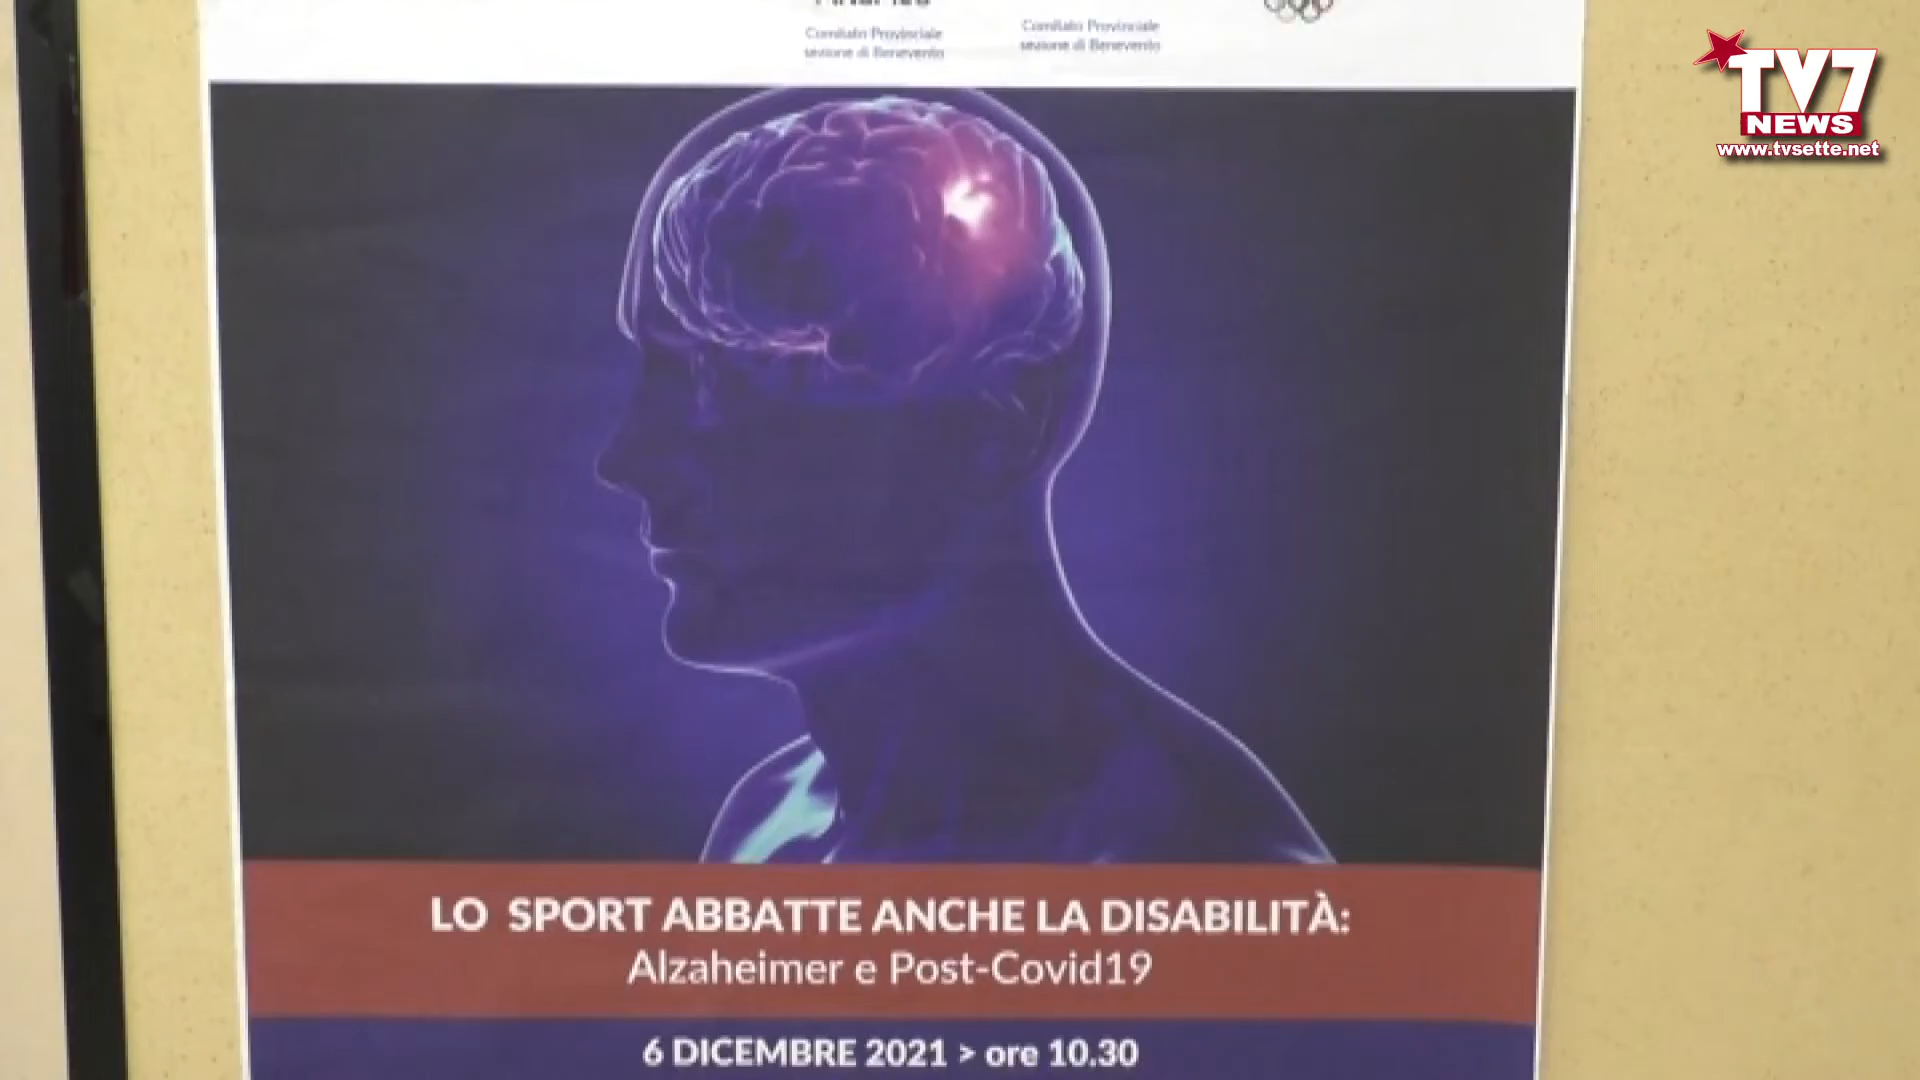 Comitato Provinciale
sezione di Benevento
Comitato Provinciale
sezione di Benevento
TV7
NEWS
www.tvsette.net
LO SPORT ABBATTE ANCHE LA DISABILITÀ:
Alzaheimer e Post-Covid19
6 DICEMBRE 2021 > ore 10.30